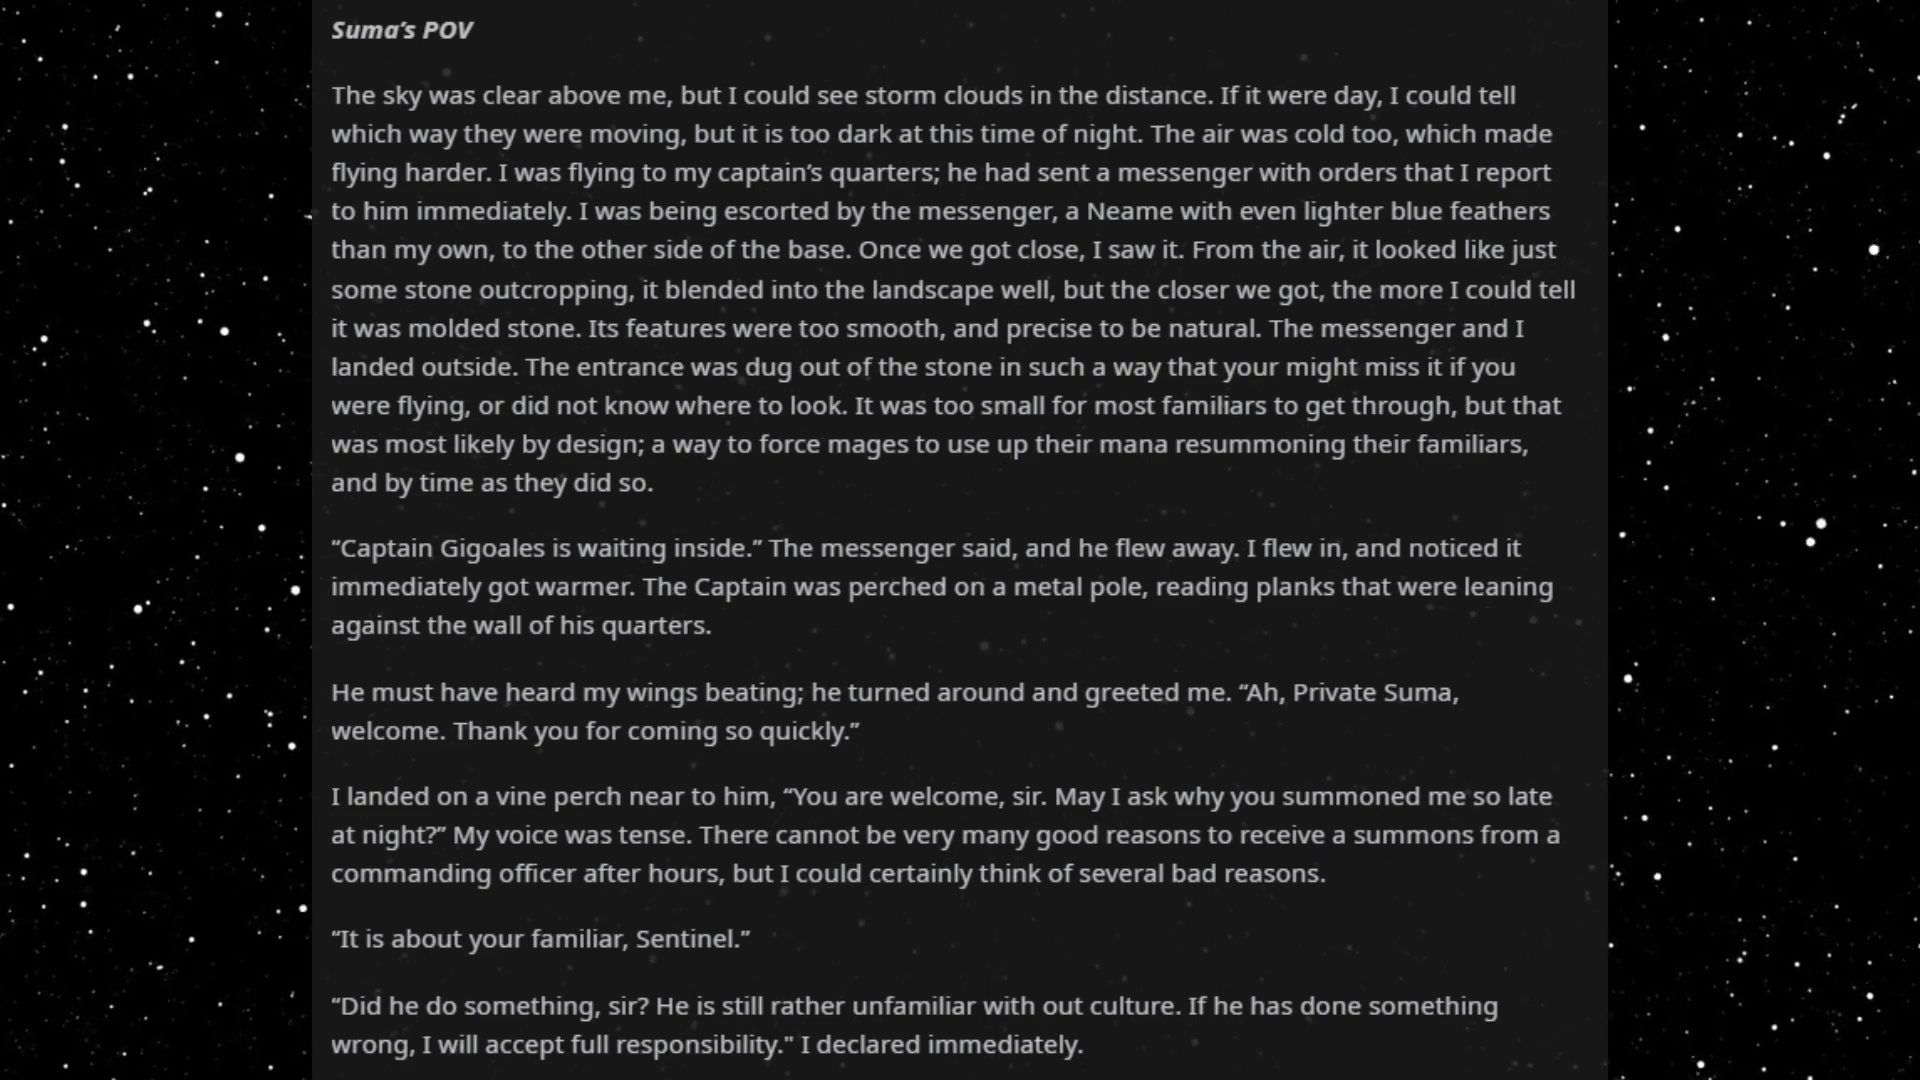 Suma’s POV
The sky was clear above me, but I could see storm clouds in the distance. If it were day, I could tell
which way they were moving, but it is too dark at this time of night. The air was cold too, which made
flying harder. I was flying to my captain’s quarters; he had sent a messenger with orders that I report
to him immediately. I was being escorted by the messenger, a Neame with even lighter blue feathers
than my own, to the other side of the base. Once we got close, I saw it. From the air, it looked like just
some stone outcropping, it blended into the landscape well, but the closer we got, the more I could tell
it was molded stone. Its features were too smooth, and precise to be natural. The messenger and I
landed outside. The entrance was dug out of the stone in such a way that your might miss it if you
were flying, or did not know where to look. It was too small for most familiars to get through, but that
was most likely by design; a way to force mages to use up their mana resummoning their familiars,
and by time as they did so.
“Captain Gigoales is waiting inside.” The messenger said, and he flew away. I flew in, and noticed it
immediately got warmer. The Captain was perched on a metal pole, reading planks that were leaning
against the wall of his quarters.
He must have heard my wings beating; he turned around and greeted me. “Ah, Private Suma,
welcome. Thank you for coming so quickly.”
I landed on a vine perch near to him, “You are welcome, sir. May I ask why you summoned me so late
at night?” My voice was tense. There cannot be very many good reasons to receive a summons from a
commanding officer after hours, but I could certainly think of several bad reasons.
“It is about your familiar, Sentinel.”
“Did he do something, sir? He is still rather unfamiliar with out culture. If he has done something
wrong, I will accept full responsibility." I declared immediately.